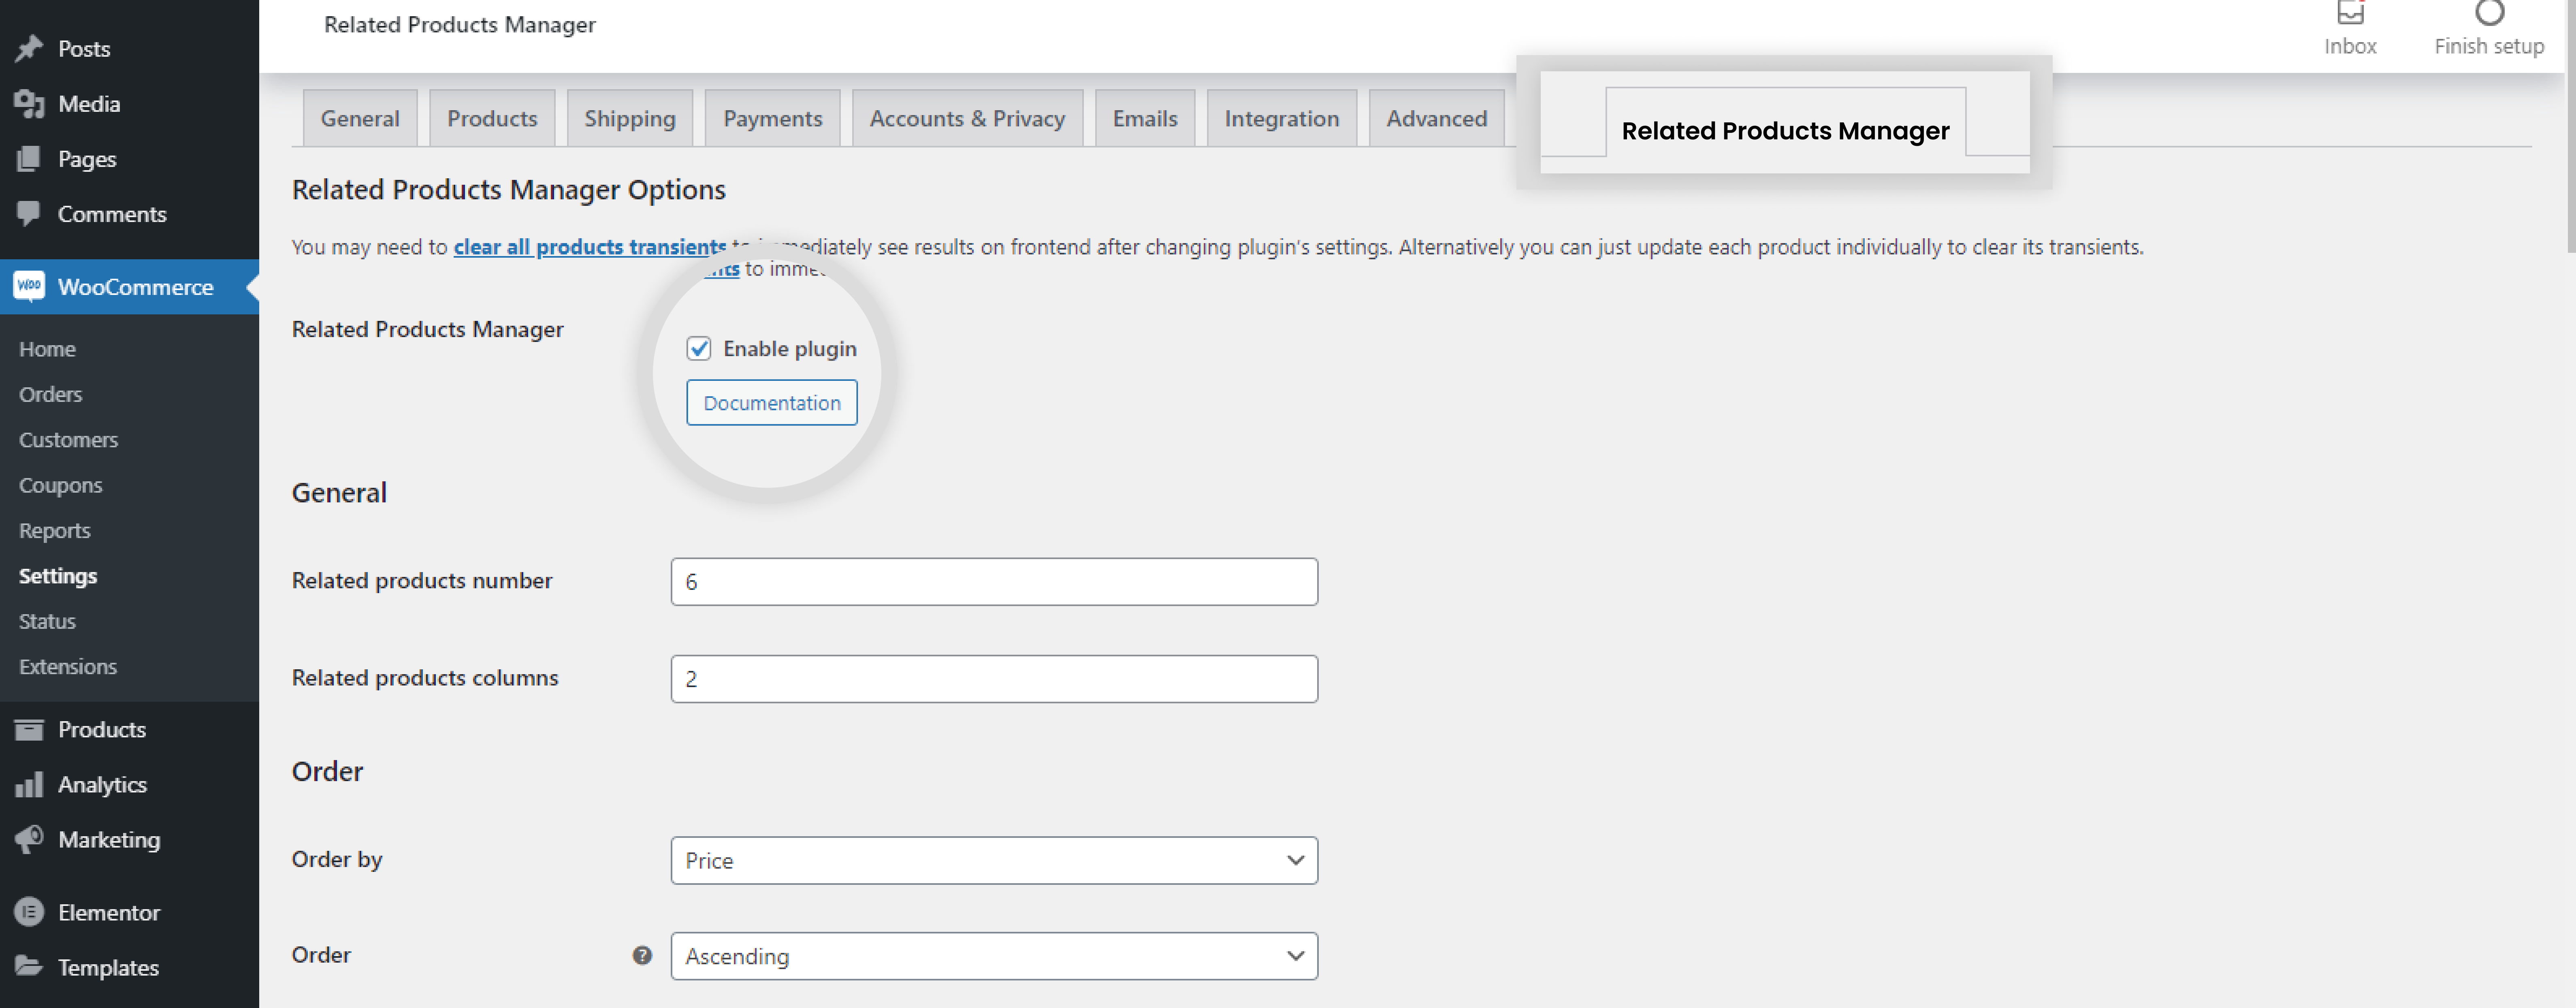 Related Products Manager
Inbox
Finish setup
Posts
Media
Pages
Comments
WOO WooCommerce
Home
Orders
Customers
Coupons
Reports
Settings
Status
Extensions
Products
Analytics
Marketing
Elementor
Templates
General Products Shipping Payments Accounts & Privacy Emails Integration Advanced Related Products Manager
Related Products Manager Options
You may need to clear all products transients to immediately see results on frontend after changing plugin's settings. Alternatively you can just update each product individually to clear its transients.
nts to imme
Related Products Manager
Enable plugin
Documentation
General
Related products number 6
Related products columns 2
Order
Order by Price
Order ? Ascending